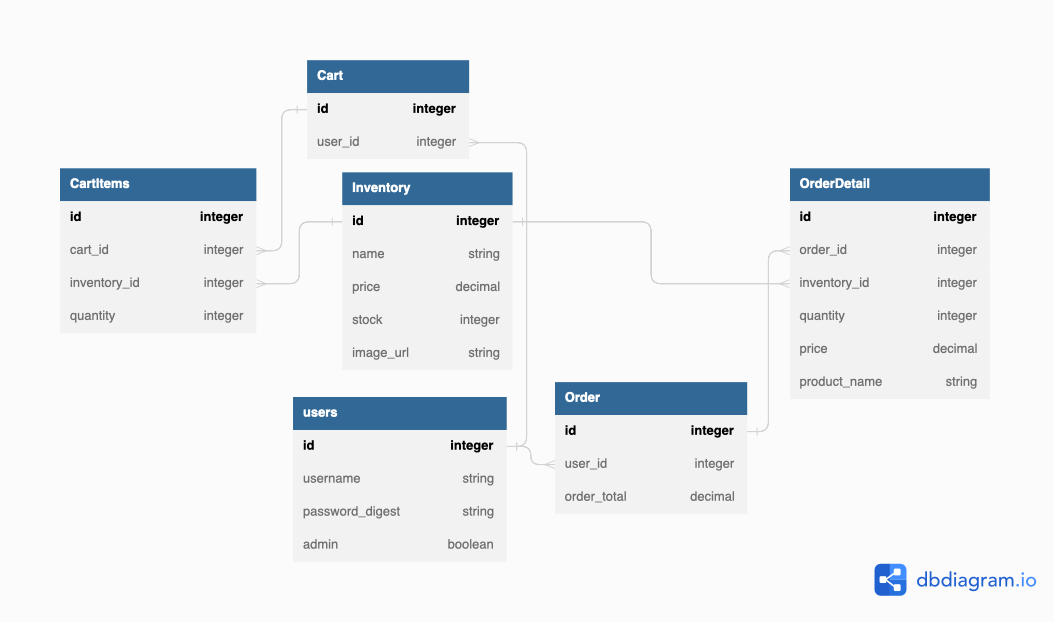 Cart
id integer
user_id integer
CartItems
id integer
cart_id integer
inventory_id integer
quantity integer
Inventory
id integer
name string
price decimal
stock integer
image_url string
OrderDetail
id integer
order_id integer
inventory_id integer
quantity integer
price decimal
product_name string
users
id integer
username string
password_digest string
admin boolean
Order
id integer
user_id integer
order_total decimal
dbdiagram.io